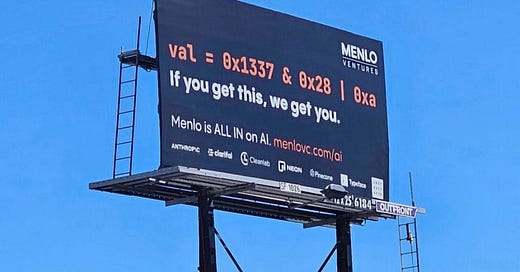 MENLO
VENTURES
val = 0x1337 & 0x28 | 0xa
If you get this, we get you.
Menlo is ALL IN on AI. menlovc.com/ai
ANTHROPIC clarifai Cleanlab NEON Pinecone Typeface
OUTFRONT